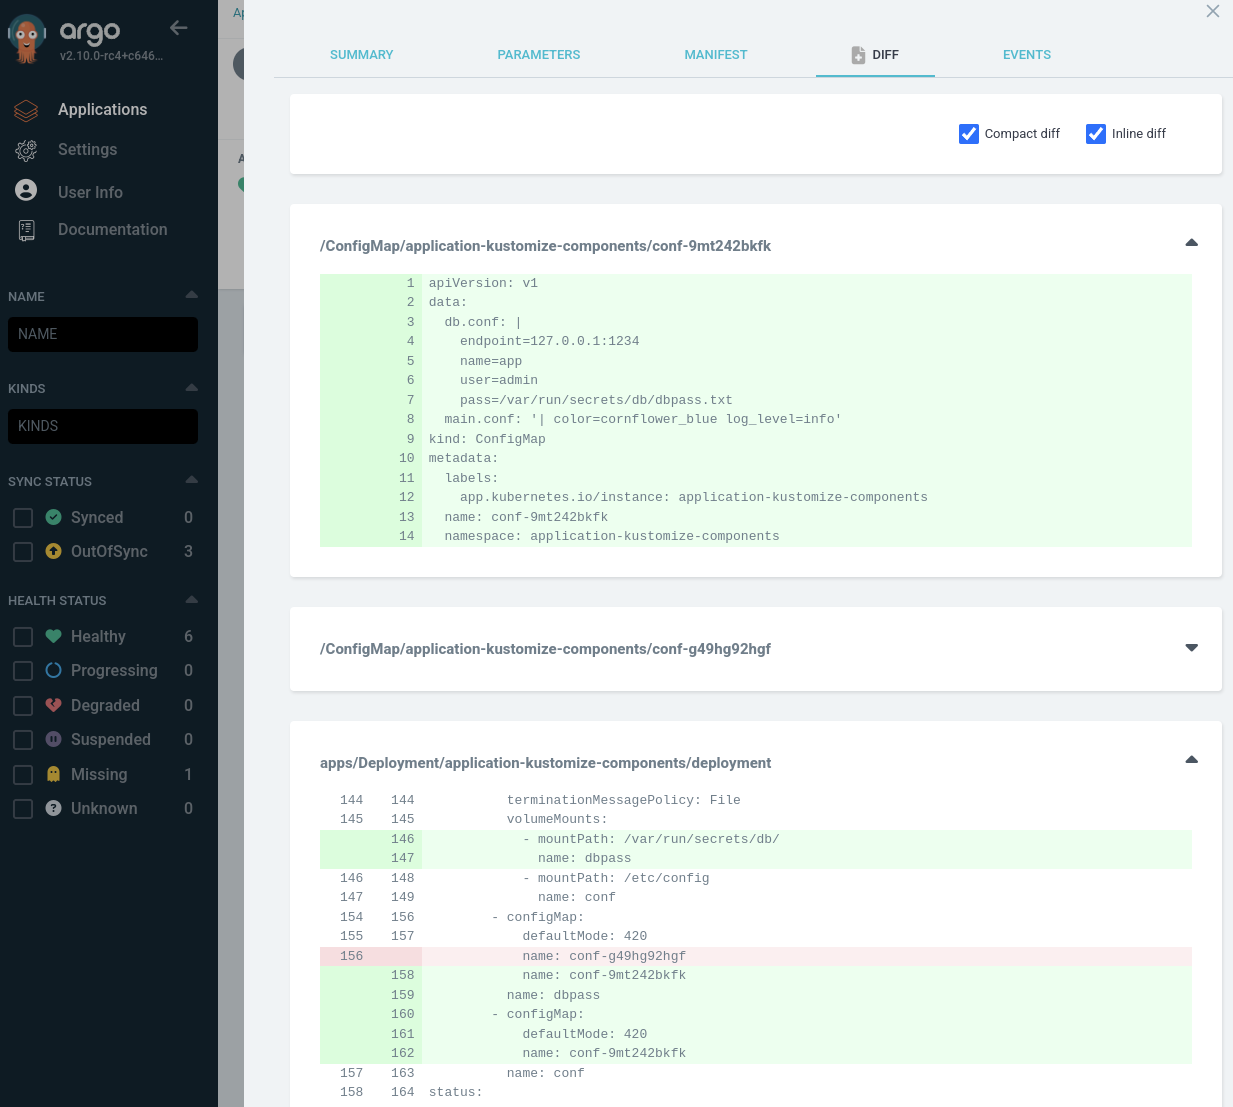 argo
v2.10.0-rc4+c646...
Applications
Settings
User Info
Documentation
NAME
NAME
KINDS
KINDS
SYNC STATUS
Synced 0
OutOfSync 3
HEALTH STATUS
Healthy 6
Progressing 0
Degraded 0
Suspended 0
Missing 1
Unknown 0
SUMMARY PARAMETERS MANIFEST DIFF EVENTS
Compact diff Inline diff
/ConfigMap/application-kustomize-components/conf-9mt242bkfk
1 apiVersion: v1
2 data:
3 db.conf: |
4 endpoint=127.0.0.1:1234
5 name=app
6 user=admin
7 pass=/var/run/secrets/db/dbpass.txt
8 main.conf: '| color=cornflower_blue log_level=info'
9 kind: ConfigMap
10 metadata:
11 labels:
12 app.kubernetes.io/instance: application-kustomize-components
13 name: conf-9mt242bkfk
14 namespace: application-kustomize-components
/ConfigMap/application-kustomize-components/conf-g49hg92hgf
apps/Deployment/application-kustomize-components/deployment
144 144 terminationMessagePolicy: File
145 145 volumeMounts:
146 - mountPath: /var/run/secrets/db/
147 name: dbpass
146 148 - mountPath: /etc/config
147 149 name: conf
154 156 - configMap:
155 157 defaultMode: 420
156 name: conf-g49hg92hgf
158 name: conf-9mt242bkfk
159 name: dbpass
160 - configMap:
161 defaultMode: 420
162 name: conf-9mt242bkfk
157 163 name: conf
158 164 status: